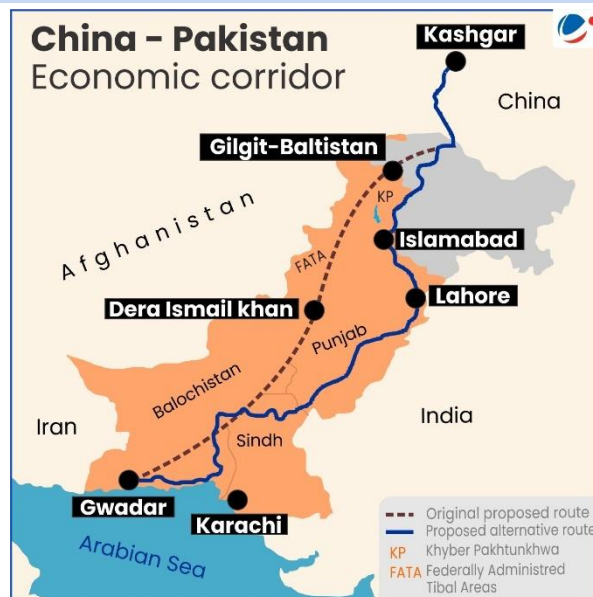 China - Pakistan
Economic corridor
Kashgar
China
Gilgit-Baltistan
KP
Afghanistan
Islamabad
FATA
Lahore
Dera Ismail khan
Punjab
Balochistan
Iran
India
Sindh
Gwadar
Karachi
Arabian Sea
Original proposed route
Proposed alternative route
KP Khyber Pakhtunkhwa
FATA Federally Administred
Tibal Areas